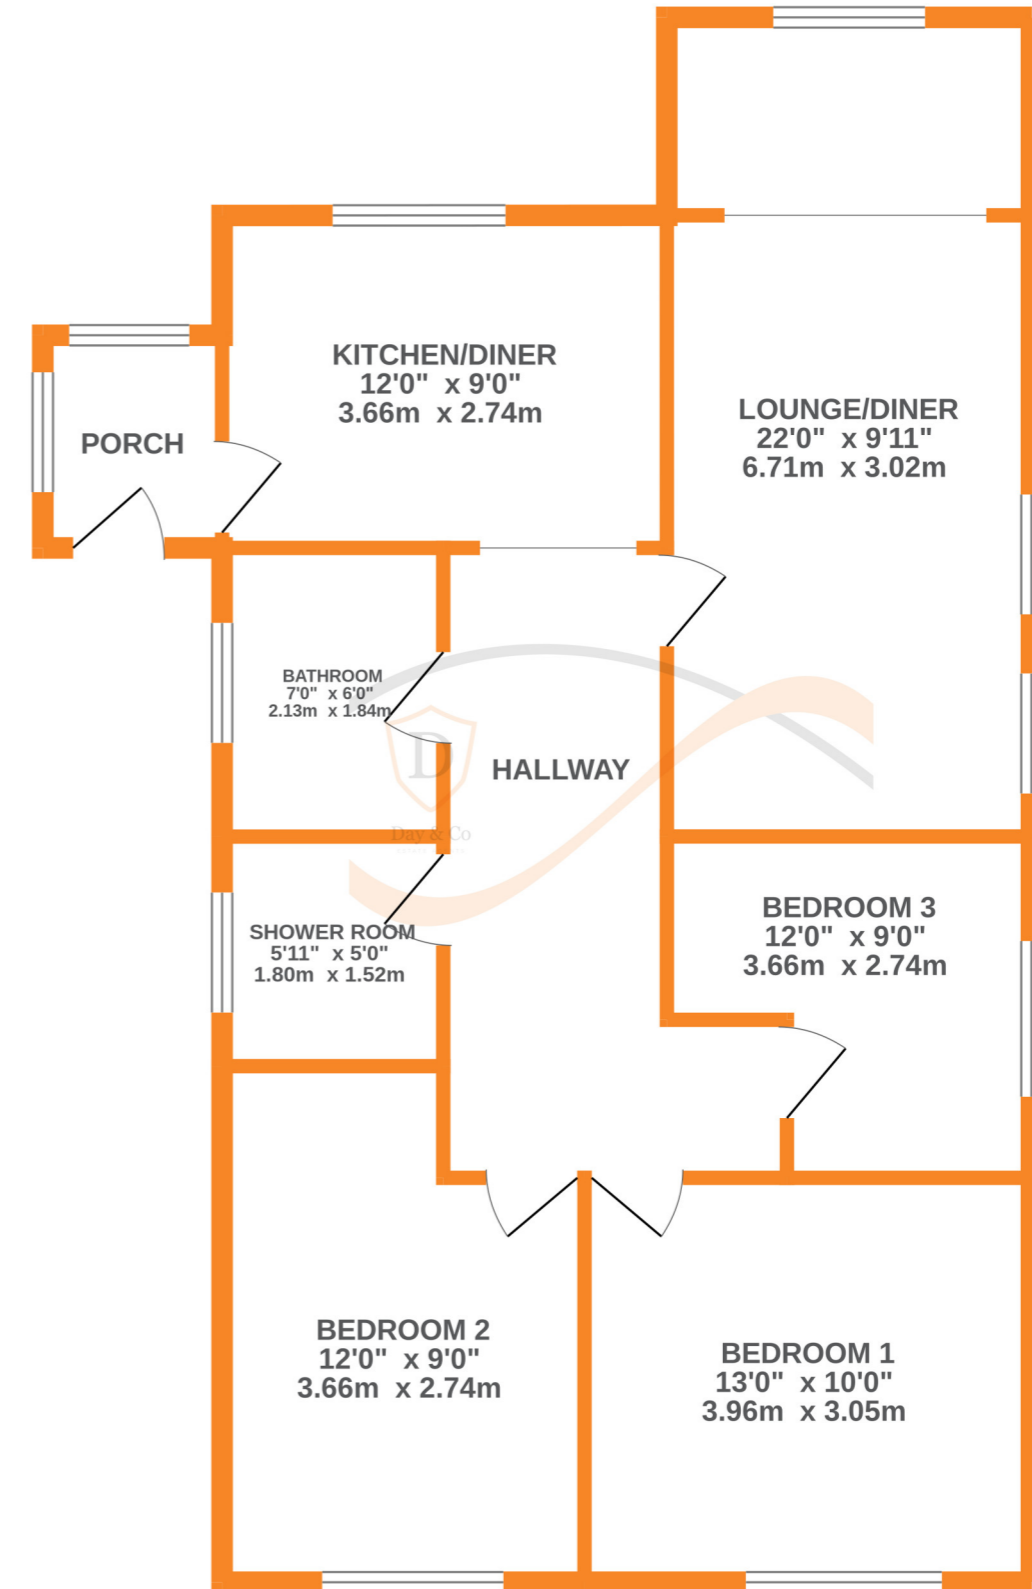 KITCHEN/DINER
12'0" x 9'0"
3.66m x 2.74m
LOUNGE/DINER
22'0" x 9'11"
6.71m x 3.02m
PORCH
BATHROOM
7'0" x 6'0"
2.13m x 1.84m
D
HALLWAY
Day & Co
SHOWER ROOM
5'11" x 5'0"
1.80m x 1.52m
BEDROOM 3
12'0" x 9'0"
3.66m x 2.74m
BEDROOM 2
12'0" x 9'0"
3.66m x 2.74m
BEDROOM 1
13'0" x 10'0"
3.96m x 3.05m